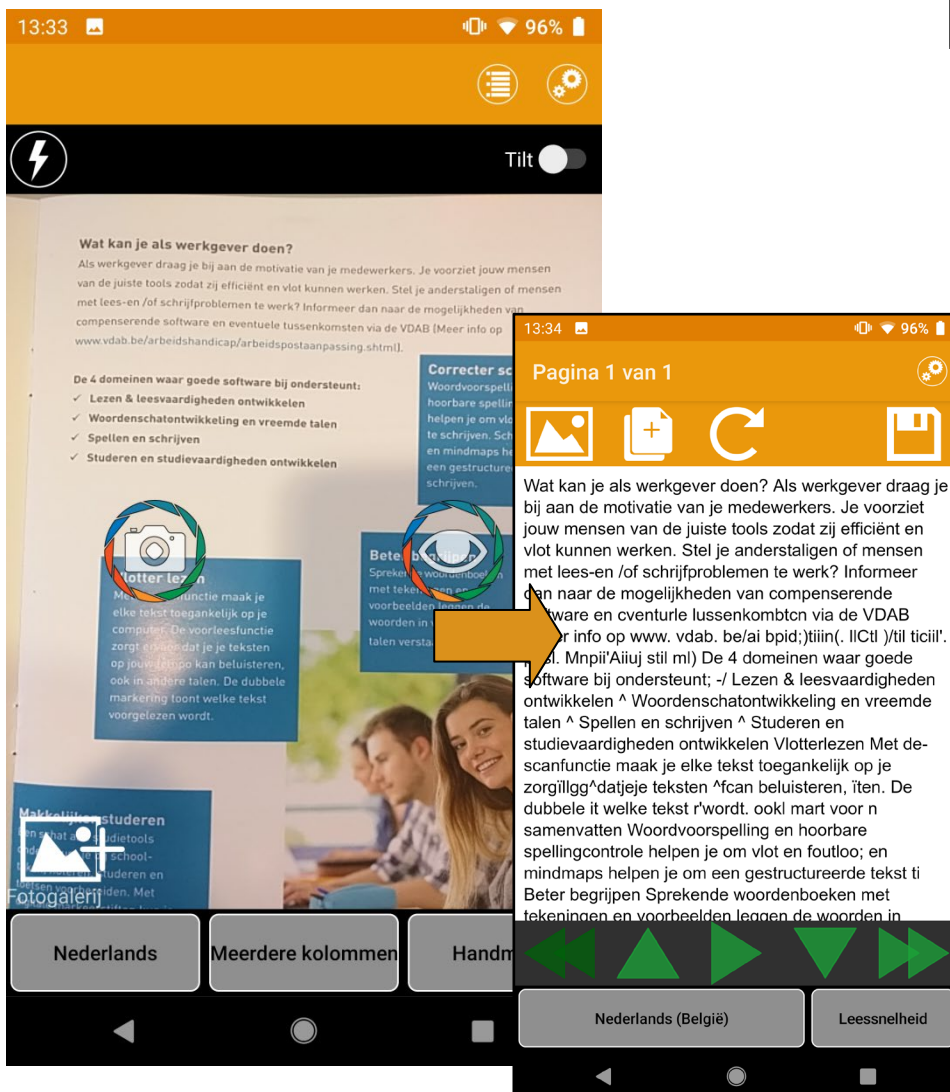 13:33
96%
Tilt
Wat kan je als werkgever doen?
Als werkgever draag je bij aan de motivatie van je medewerkers. Je voorziet jouw mensen
van de juiste tools zodat zij efficiënt en vlot kunnen werken. Stel je anderstaligen of mensen
met lees-en /of schrijfproblemen te werk? Informeer dan naar de mogelijkheden van
compenserende software en eventuele tussenkomsten via de VDAB (Meer info op
www.vdab.be/arbeidshandicap/arbeidspostaanpassing.shtml).
De 4 domeinen waar goede software bij ondersteunt:
✓ Lezen & leesvaardigheden ontwikkelen
✓ Woordenschatontwikkeling en vreemde talen
✓ Spellen en schrijven
✓ Studeren en studievaardigheden ontwikkelen
Correcter
hoorbare
helpen je om
te schrijven.
en mindmaps
een
schrijven.
Vlotter lezen
maak je
elke tekst toegankelijk op je
computer. De voorleesfunctie
zorgt ervoor dat je je teksten
op jouw tempo kan beluisteren,
ook in andere talen. De dubbele
markering toont welke tekst
voorgelezen wordt.
Beter begrijpen
met
voorbeelden leggen de
woorden in
talen
Makkelijker studeren
studietools
school-
studeren en
Met
Fotogalerij
Nederlands
Meerdere kolommen
13:34
96%
Pagina 1 van 1
Wat kan je als werkgever doen? Als werkgever draag je
bij aan de motivatie van je medewerkers. Je voorziet
jouw mensen van de juiste tools zodat zij efficiënt en
vlot kunnen werken. Stel je anderstaligen of mensen
met lees-en /of schrijfproblemen te werk? Informeer
dan naar de mogelijkheden van compenserende
en cventurle lussenkombtcn via de VDAB
info op www. vdab. be/ai bpid;)tiiin(. IlCtl )/til ticiil'.
Mnpii'Aiiuj stil ml) De 4 domeinen waar goede
software bij ondersteunt; -/ Lezen & leesvaardigheden
ontwikkelen ^ Woordenschatontwikkeling en vreemde
talen ^ Spellen en schrijven ^ Studeren en
studievaardigheden ontwikkelen Vlotterlezen Met de-
scanfunctie maak je elke tekst toegankelijk op je
zorgïllgg^datjeje teksten ^fcan beluisteren, ïten. De
dubbele it welke tekst r'wordt. ookl mart voor n
samenvatten Woordvoorspelling en hoorbare
spellingcontrole helpen je om vlot en foutloo; en
mindmaps helpen je om een gestructureerde tekst ti
Beter begrijpen Sprekende woordenboeken met
tekeningen en voorbeelden leggen de woorden in
Nederlands (België)
Leessnelheid